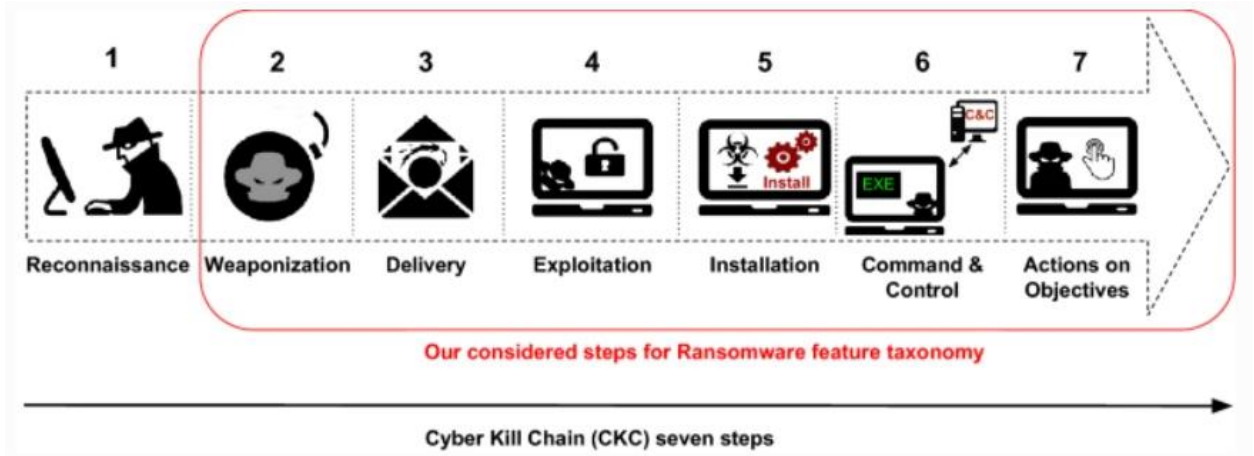 1 2 3 4 5 6 7
C&C
EXE
Install
Reconnaissance Weaponization Delivery Exploitation Installation Command & Actions on
Control Objectives
Our considered steps for Ransomware feature taxonomy
Cyber Kill Chain (CKC) seven steps